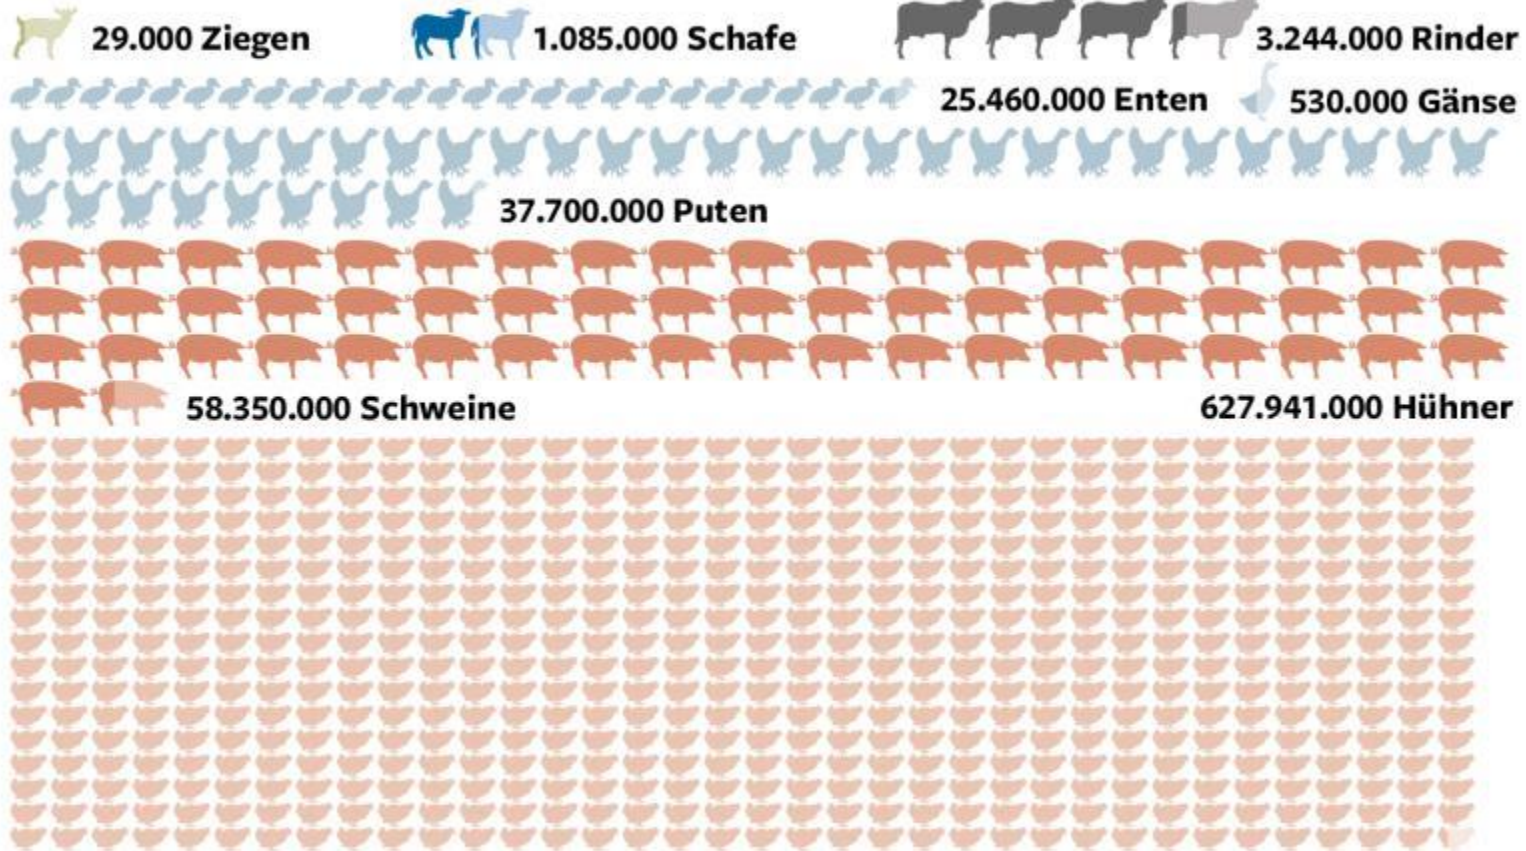 29.000 Ziegen
1.085.000 Schafe
3.244.000 Rinder
25.460.000 Enten
530.000 Gänse
37.700.000 Puten
58.350.000 Schweine
627.941.000 Hühner